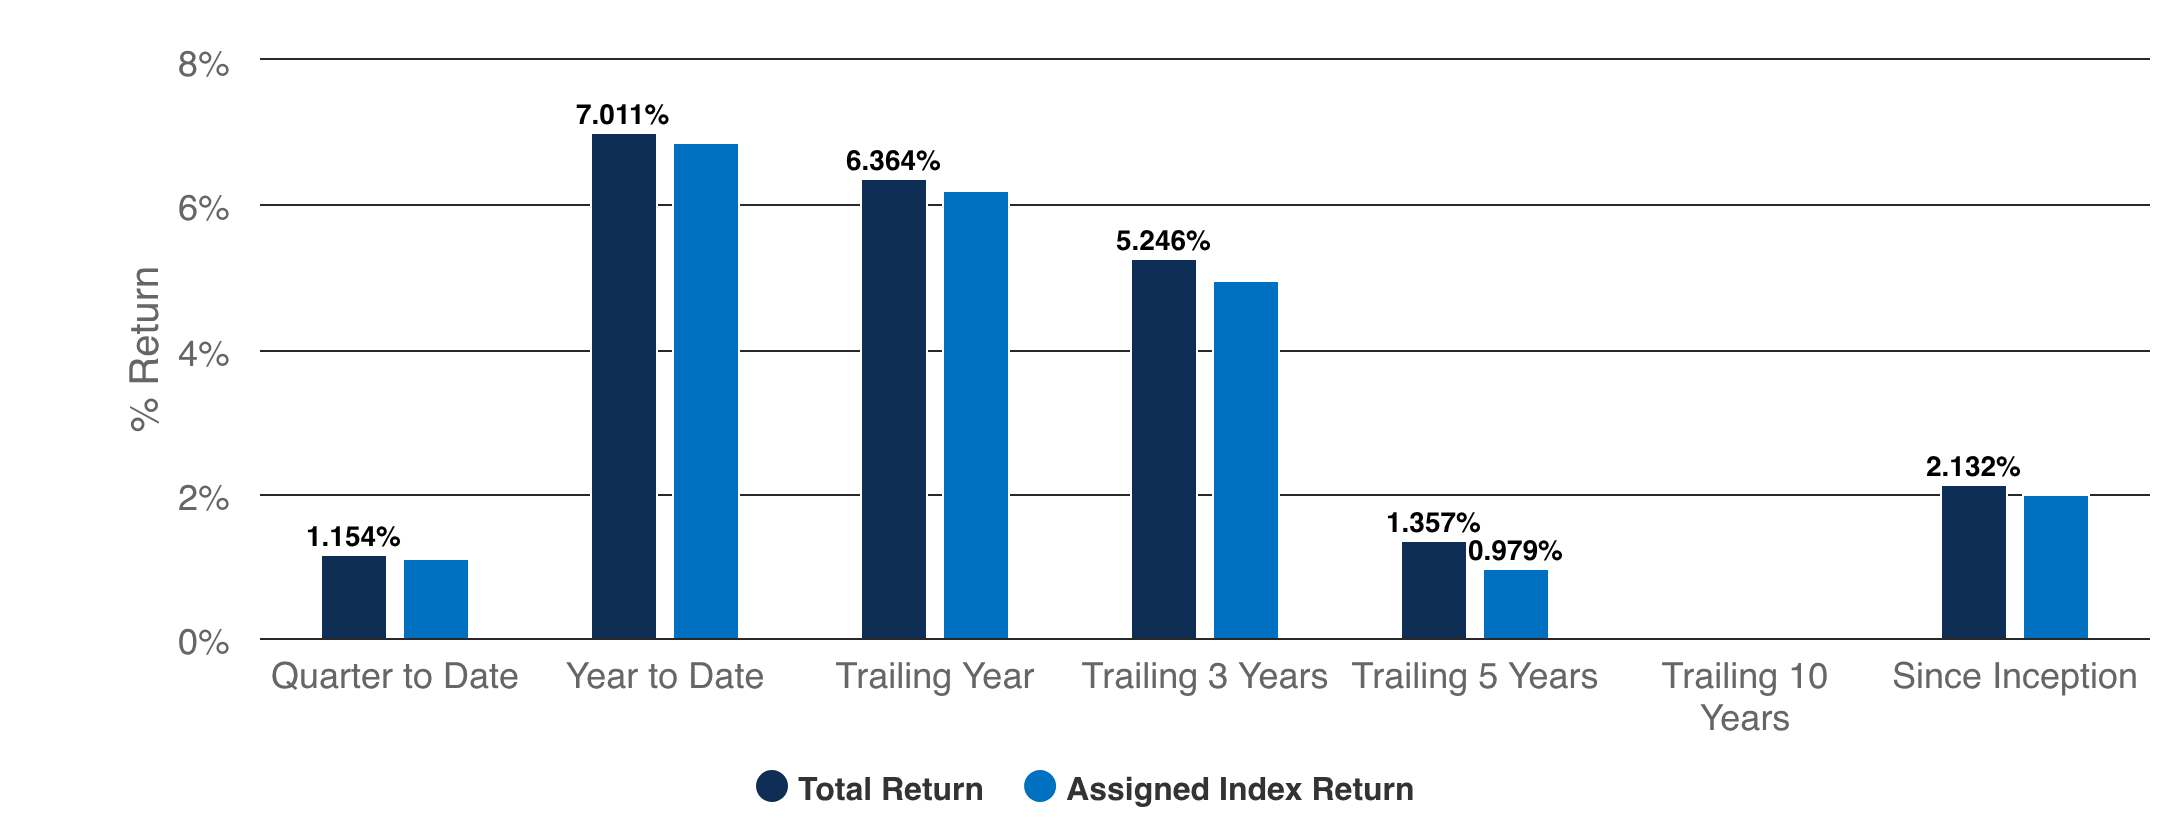 8%
6%
4%
2%
0%
% Return
1.154%
7.011%
6.364%
5.246%
1.357%
0.979%
2.132%
Quarter to Date
Year to Date
Trailing Year
Trailing 3 Years
Trailing 5 Years
Trailing 10
Years
Since Inception
Total Return
Assigned Index Return